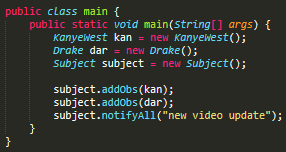 public class main {
    public static void main(String[] args) {
        KanyeWest kan = new KanyeWest();
        Drake dar = new Drake();
        Subject subject = new Subject();

        subject.addObs(kan);
        subject.addObs(dar);
        subject.notifyAll("new video update");
    }
}